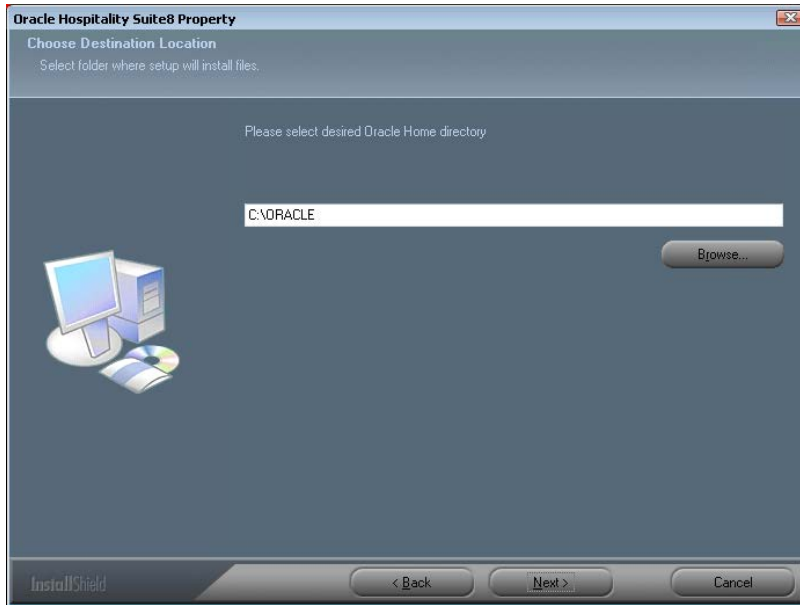 Oracle Hospitality Suite8 Property
Choose Destination Location
Select folder where setup will install files.
Please select desired Oracle Home directory
C:\ORACLE
Browse...
InstallShield
< Back
Next >
Cancel